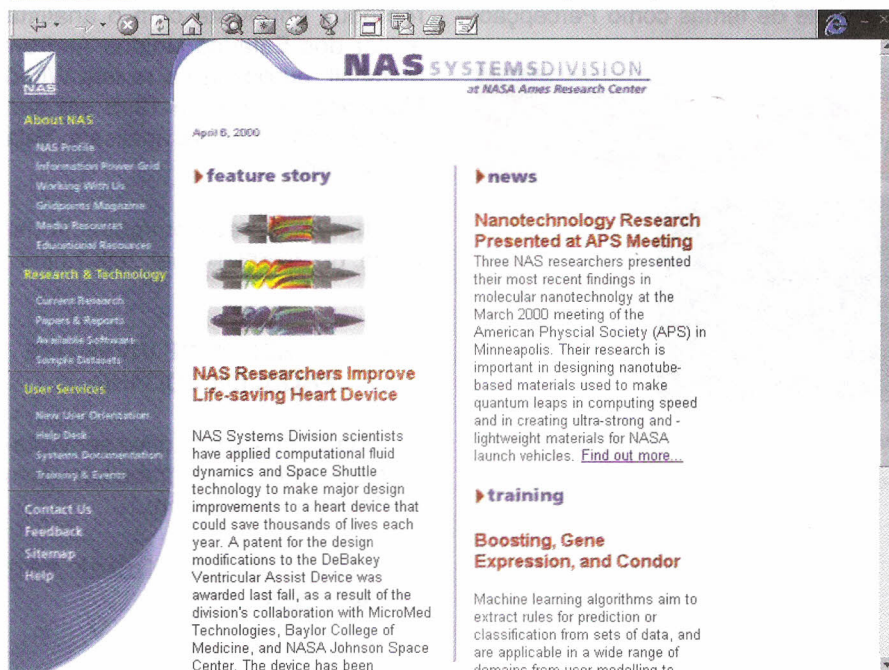 NAS
NAS SYSTEMSDIVISION
at NASA Ames Research Center
About NAS
NAS Profile
Information Power Grid
Working With Us
Gridpoints Magazine
Media Resources
Educational Resources
Research & Technology
Current Research
Papers & Reports
Available Software
Sample Datasets
User Services
New User Orientation
Help Desk
Systems Documentation
Training & Events
Contact Us
Feedback
Sitemap
Help
April 6, 2000
feature story
NAS Researchers Improve
Life-saving Heart Device
NAS Systems Division scientists
have applied computational fluid
dynamics and Space Shuttle
technology to make major design
improvements to a heart device that
could save thousands of lives each
year. A patent for the design
modifications to the DeBakey
Ventricular Assist Device was
awarded last fall, as a result of the
division's collaboration with MicroMed
Technologies, Baylor College of
Medicine, and NASA Johnson Space
Center. The device has been
news
Nanotechnology Research
Presented at APS Meeting
Three NAS researchers presented
their most recent findings in
molecular nanotechnolgy at the
March 2000 meeting of the
American Physcial Society (APS) in
Minneapolis. Their research is
important in designing nanotube-
based materials used to make
quantum leaps in computing speed
and in creating ultra-strong and -
lightweight materials for NASA
launch vehicles. Find out more...
training
Boosting, Gene
Expression, and Condor
Machine learning algorithms aim to
extract rules for prediction or
classification from sets of data, and
are applicable in a wide range of
domains from user modelling to